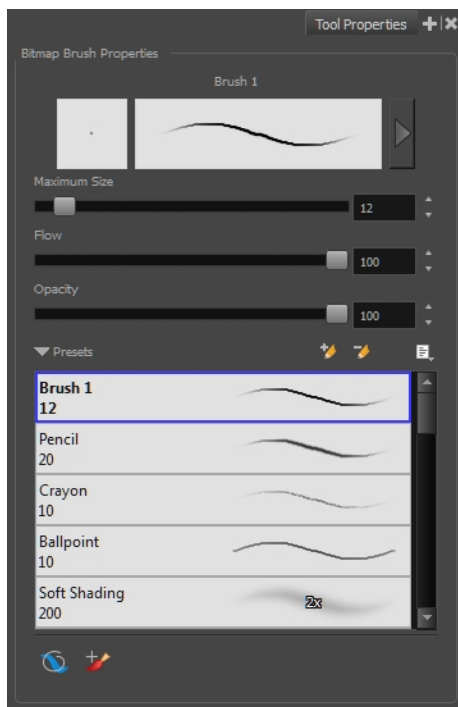 Tool Properties
Bitmap Brush Properties
Brush 1
Maximum Size
12
Flow
100
Opacity
100
Presets
Brush 1
12
Pencil
20
Crayon
10
Ballpoint
10
Soft Shading
200
2x